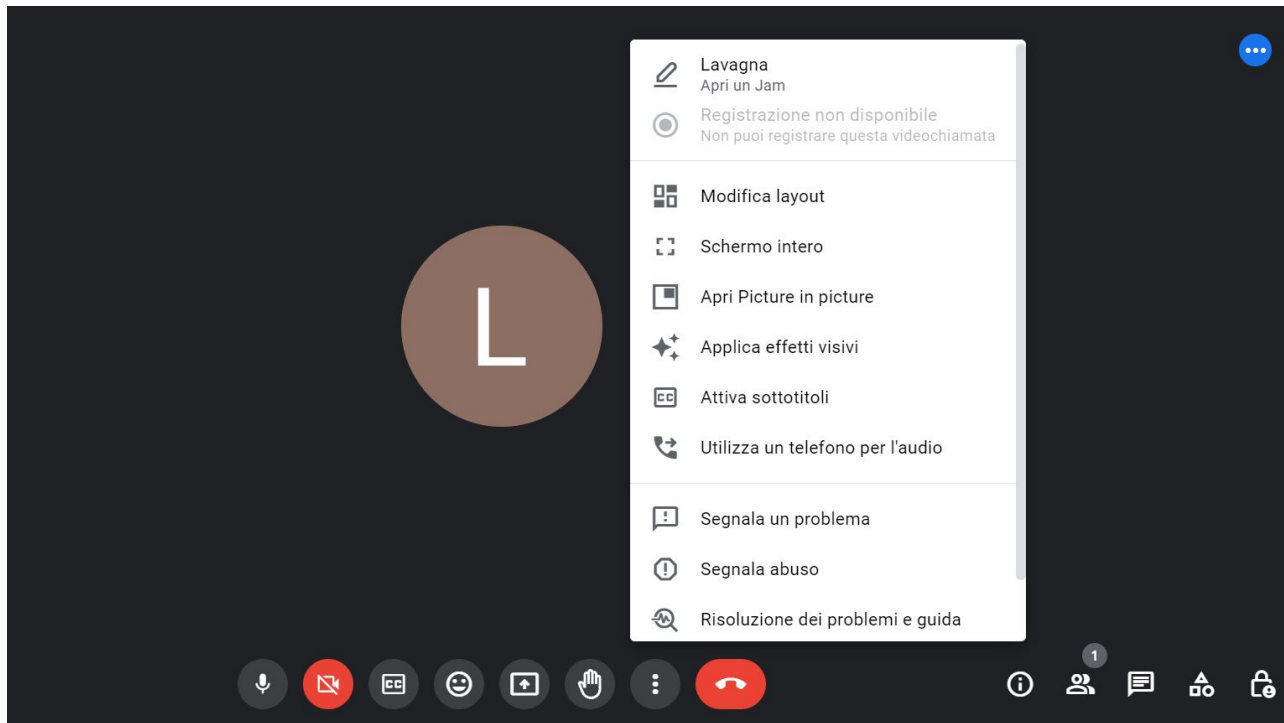 Lavagna
Apri un Jam
Registrazione non disponibile
Non puoi registrare questa videochiamata
Modifica layout
Schermo intero
Apri Picture in picture
L
Applica effetti visivi
CC Attiva sottotitoli
Utilizza un telefono per l'audio
Segnala un problema
Segnala abuso
Risoluzione dei problemi e guida
1
CC